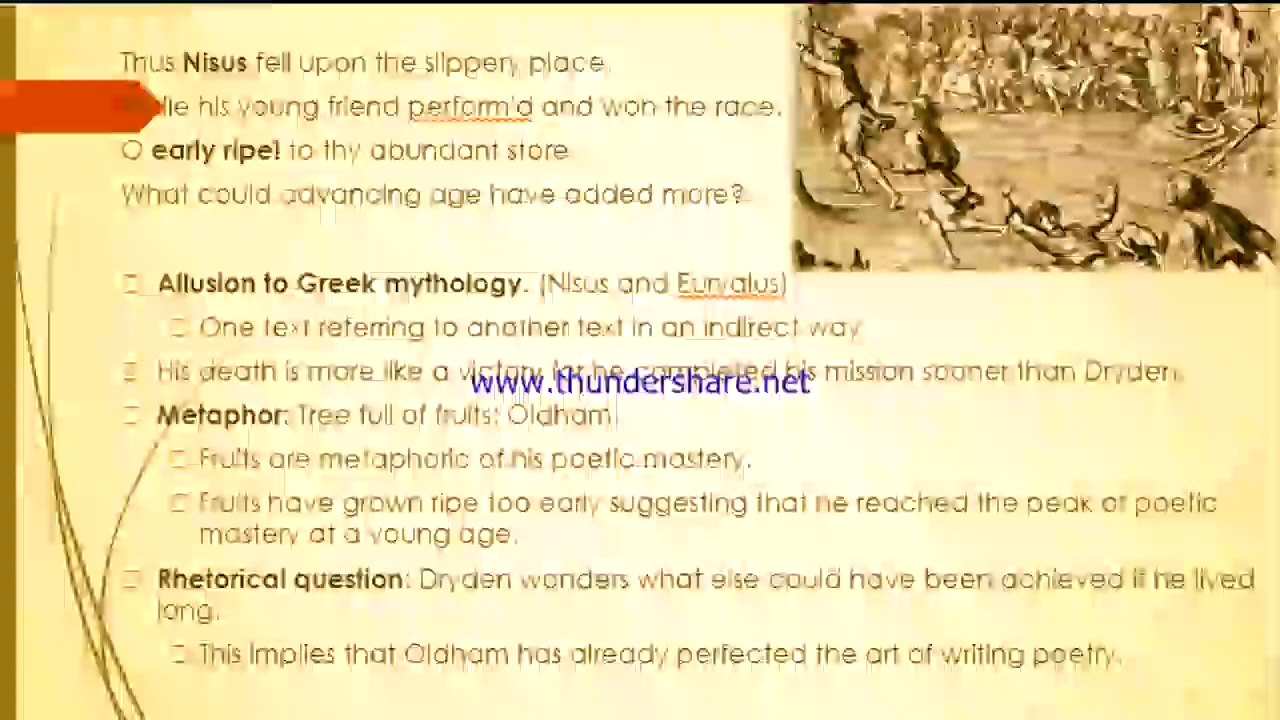 Thus Nisus fell upon the slippery place,
his young friend perform'd and won the race.
O early ripe! to thy abundant store
What could advancing age have added more?
Allusion to Greek mythology. (Nisus and Euryalus)
One text referring to another text in an indirect way
His death is more like a victory for he completed his mission sooner than Dryden.
www.thundershare.net
Metaphor: Tree full of fruits: Oldham
Fruits are metaphoric of his poetic mastery.
Fruits have grown ripe too early suggesting that he reached the peak of poetic
mastery at a young age.
Rhetorical question: Dryden wonders what else could have been achieved if he lived
long.
This implies that Oldham has already perfected the art of writing poetry.